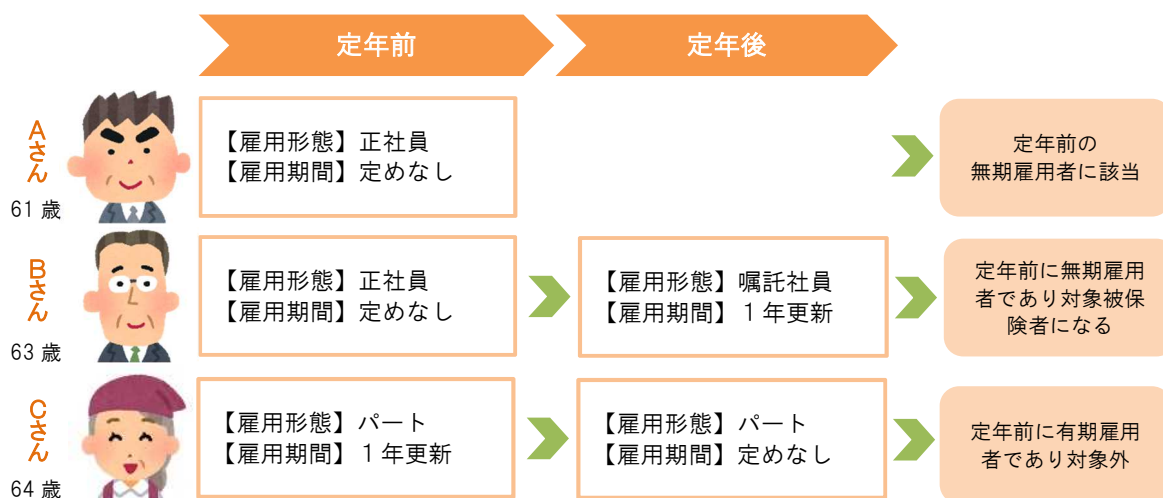 定年前
定年後
Aさん
61歳
【雇用形態】正社員
【雇用期間】定めなし
定年前の
無期雇用者に該当
Bさん
63歳
【雇用形態】正社員
【雇用期間】定めなし
【雇用形態】嘱託社員
【雇用期間】1年更新
定年前に無期雇用
者であり対象被保
険者になる
Cさん
64歳
【雇用形態】パート
【雇用期間】1年更新
【雇用形態】パート
【雇用期間】定めなし
定年前に有期雇用
者であり対象外